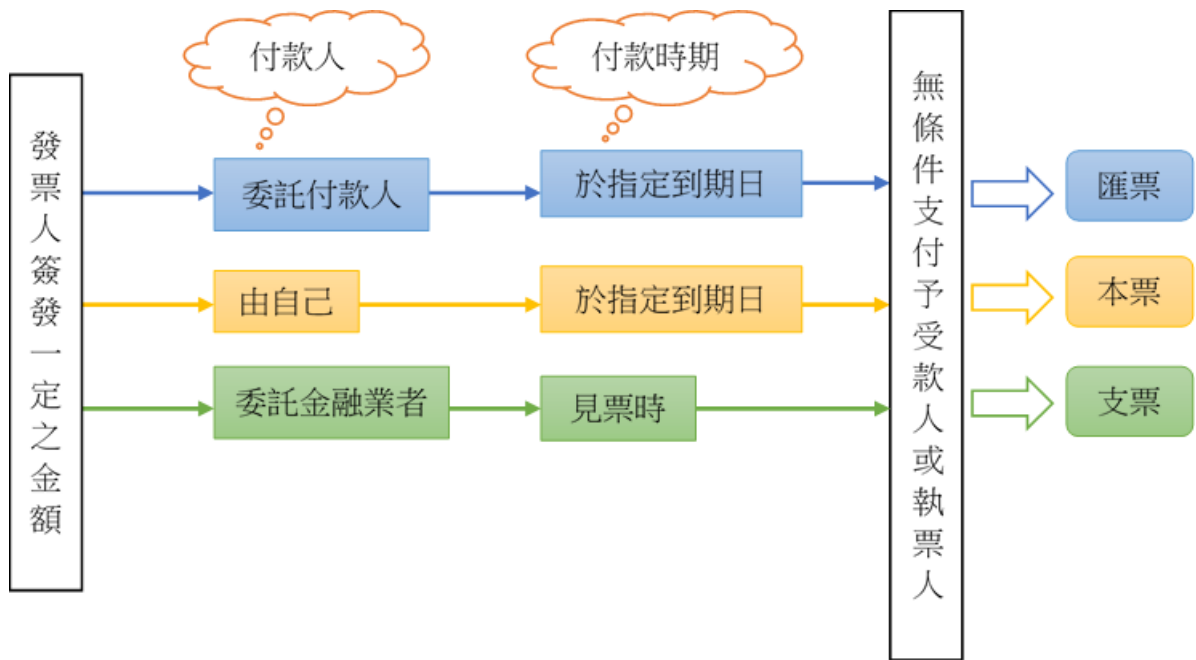 付款人
付款時期
發票人簽發一定之金額
委託付款人
於指定到期日
無條件支付予受款人或執票人
匯票
由自己
於指定到期日
本票
委託金融業者
見票時
支票